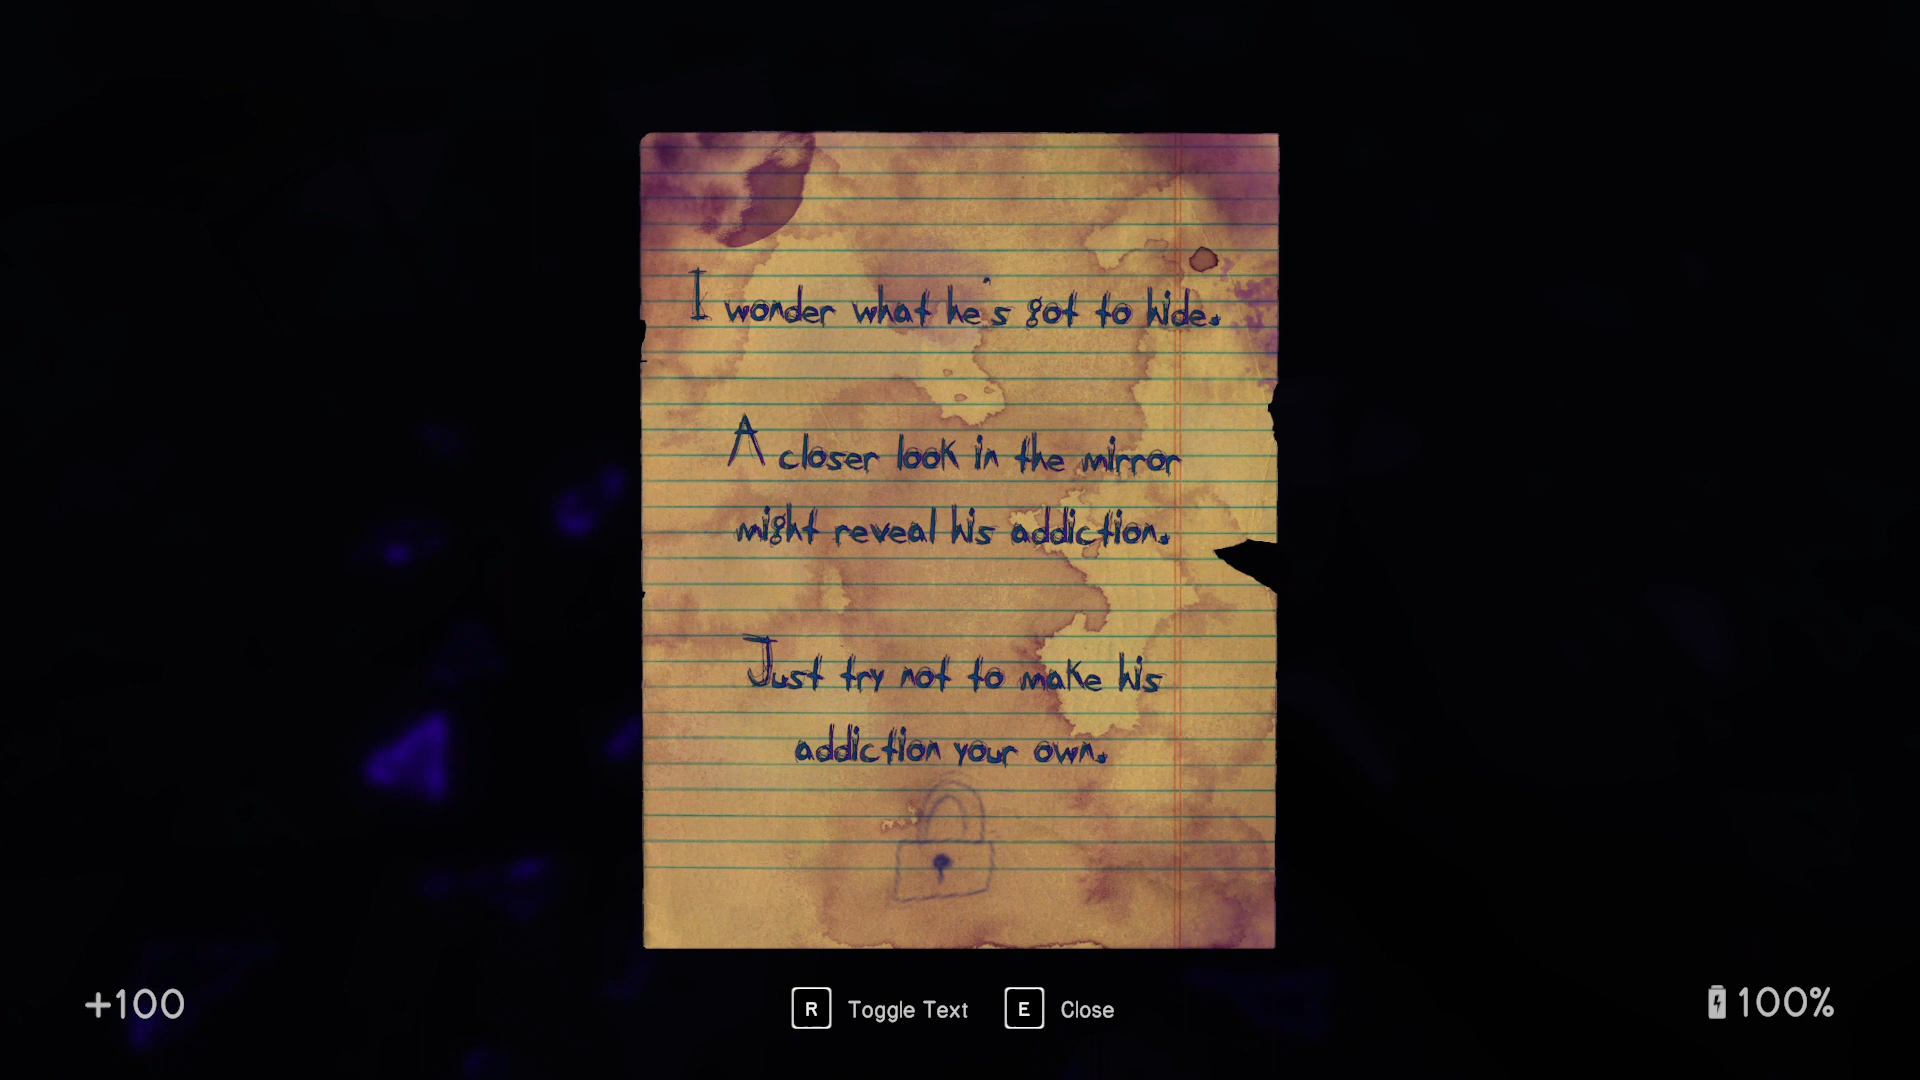 I wonder what he's got to hide.
A closer look in the mirror
might reveal his addiction.
Just try not to make his
addiction your own.
+100
R Toggle Text E Close
100%